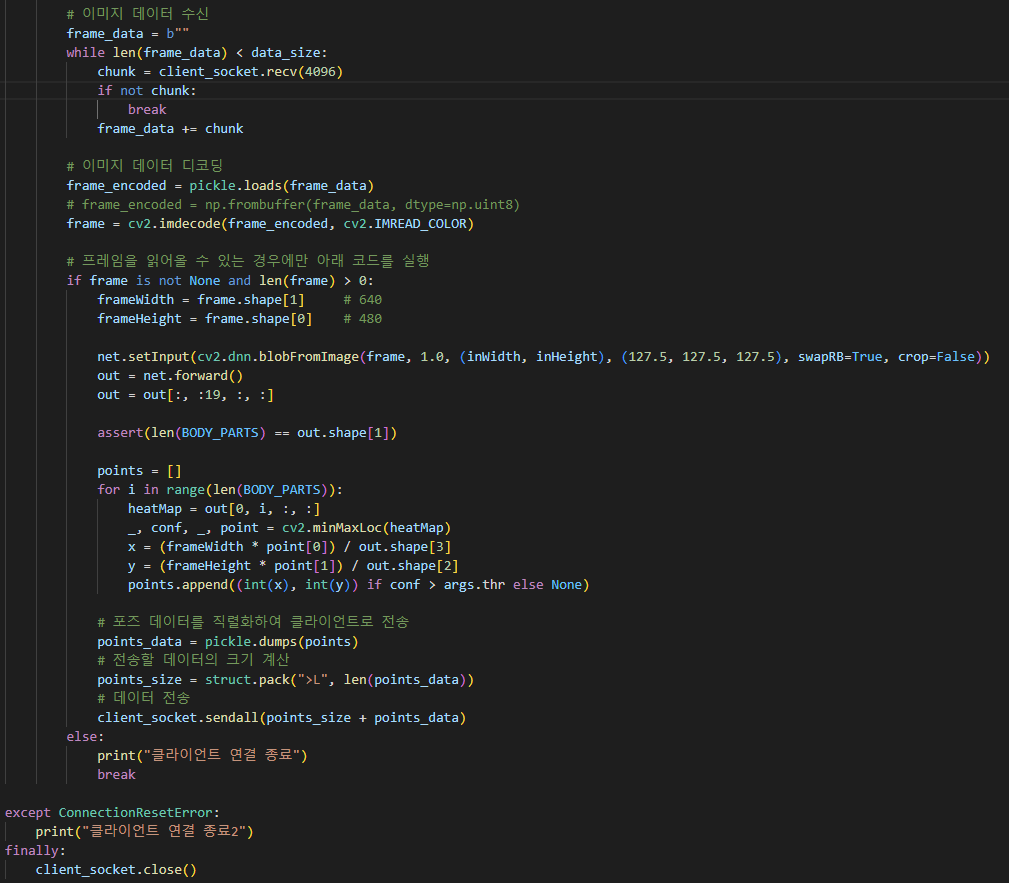 # 이미지 데이터 수신
frame_data = b""
while len(frame_data) < data_size:
chunk = client_socket.recv(4096)
if not chunk:
break
frame_data += chunk
# 이미지 데이터 디코딩
frame_encoded = pickle.loads(frame_data)
# frame_encoded = np.frombuffer(frame_data, dtype=np.uint8)
frame = cv2.imdecode(frame_encoded, cv2.IMREAD_COLOR)
# 프레임을 읽어올 수 있는 경우에만 아래 코드를 실행
if frame is not None and len(frame) > 0:
frameWidth = frame.shape[1] # 640
frameHeight = frame.shape[0] # 480
net.setInput(cv2.dnn.blobFromImage(frame, 1.0, (inWidth, inHeight), (127.5, 127.5, 127.5), swapRB=True, crop=False))
out = net.forward()
out = out[:, :19, :, :]
assert(len(BODY_PARTS) == out.shape[1])
points = []
for i in range(len(BODY_PARTS)):
heatMap = out[0, i, :, :]
_, conf, _, point = cv2.minMaxLoc(heatMap)
x = (frameWidth * point[0]) / out.shape[3]
y = (frameHeight * point[1]) / out.shape[2]
points.append((int(x), int(y)) if conf > args.thr else None)
# 포즈 데이터를 직렬화하여 클라이언트로 전송
points_data = pickle.dumps(points)
# 전송할 데이터의 크기 계산
points_size = struct.pack(">L", len(points_data))
# 데이터 전송
client_socket.sendall(points_size + points_data)
else:
print("클라이언트 연결 종료")
break
except ConnectionResetError:
print("클라이언트 연결 종료2")
finally:
client_socket.close()